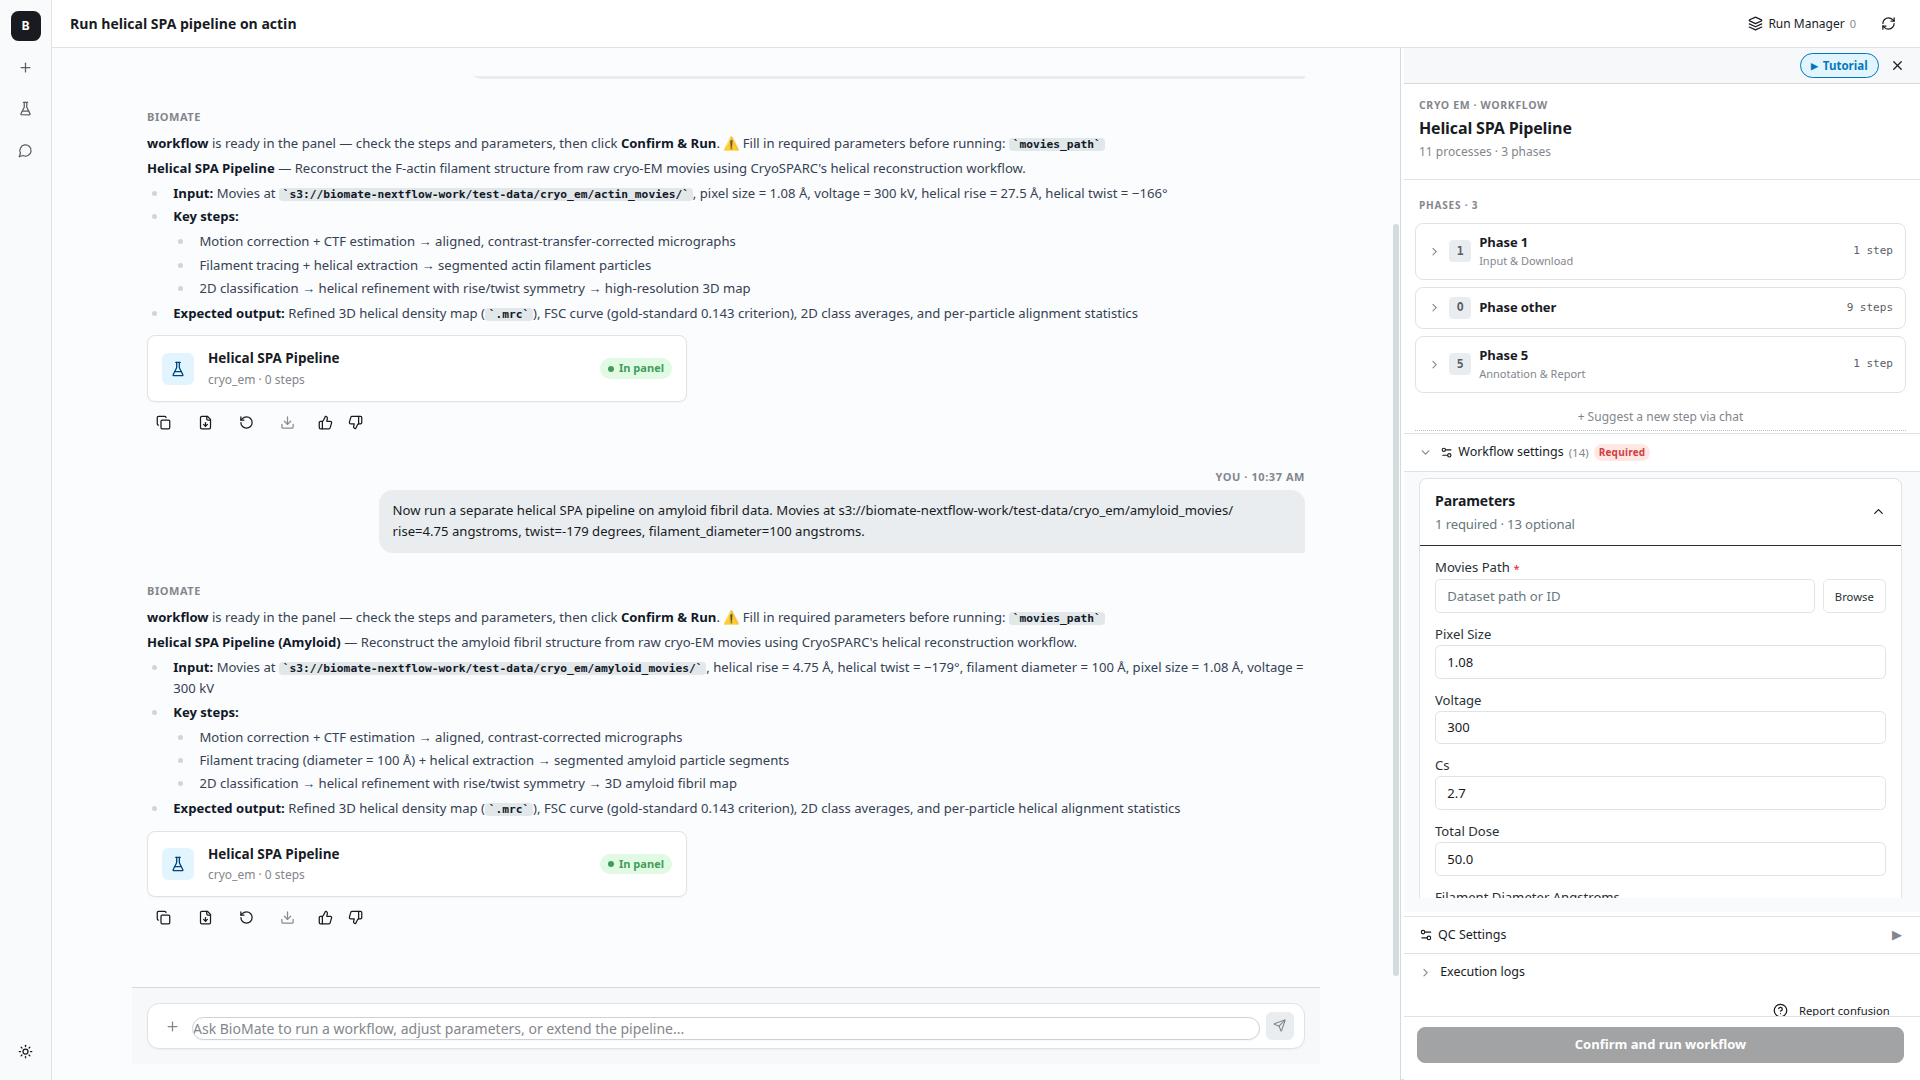 B
Run helical SPA pipeline on actin
Run Manager 0
BIOMATE
workflow is ready in the panel — check the steps and parameters, then click Confirm & Run. ⚠️ Fill in required parameters before running: `movies_path`
Helical SPA Pipeline — Reconstruct the F-actin filament structure from raw cryo-EM movies using CryoSPARC's helical reconstruction workflow.
Input: Movies at `s3://biomate-nextflow-work/test-data/cryo_em/actin_movies/`, pixel size = 1.08 Å, voltage = 300 kV, helical rise = 27.5 Å, helical twist = −166°
Key steps:
Motion correction + CTF estimation → aligned, contrast-transfer-corrected micrographs
Filament tracing + helical extraction → segmented actin filament particles
2D classification → helical refinement with rise/twist symmetry → high-resolution 3D map
Expected output: Refined 3D helical density map (`.mrc`), FSC curve (gold-standard 0.143 criterion), 2D class averages, and per-particle alignment statistics
Helical SPA Pipeline
cryo_em · 0 steps
In panel
YOU · 10:37 AM
Now run a separate helical SPA pipeline on amyloid fibril data. Movies at s3://biomate-nextflow-work/test-data/cryo_em/amyloid_movies/
rise=4.75 angstroms, twist=-179 degrees, filament_diameter=100 angstroms.
BIOMATE
workflow is ready in the panel — check the steps and parameters, then click Confirm & Run. ⚠️ Fill in required parameters before running: `movies_path`
Helical SPA Pipeline (Amyloid) — Reconstruct the amyloid fibril structure from raw cryo-EM movies using CryoSPARC's helical reconstruction workflow.
Input: Movies at `s3://biomate-nextflow-work/test-data/cryo_em/amyloid_movies/`, helical rise = 4.75 Å, helical twist = −179°, filament diameter = 100 Å, pixel size = 1.08 Å, voltage =
300 kV
Key steps:
Motion correction + CTF estimation → aligned, contrast-corrected micrographs
Filament tracing (diameter = 100 Å) + helical extraction → segmented amyloid particle segments
2D classification → helical refinement with rise/twist symmetry → 3D amyloid fibril map
Expected output: Refined 3D helical density map (`.mrc`), FSC curve (gold-standard 0.143 criterion), 2D class averages, and per-particle helical alignment statistics
Helical SPA Pipeline
cryo_em · 0 steps
In panel
Ask BioMate to run a workflow, adjust parameters, or extend the pipeline...
▶ Tutorial
CRYO EM · WORKFLOW
Helical SPA Pipeline
11 processes · 3 phases
PHASES · 3
1 Phase 1 1 step
Input & Download
0 Phase other 9 steps
5 Phase 5 1 step
Annotation & Report
+ Suggest a new step via chat
Workflow settings (14) Required
Parameters
1 required · 13 optional
Movies Path *
Dataset path or ID Browse
Pixel Size
1.08
Voltage
300
Cs
2.7
Total Dose
50.0
Filament Diameter Angstroms
QC Settings
Execution logs
Report confusion
Confirm and run workflow